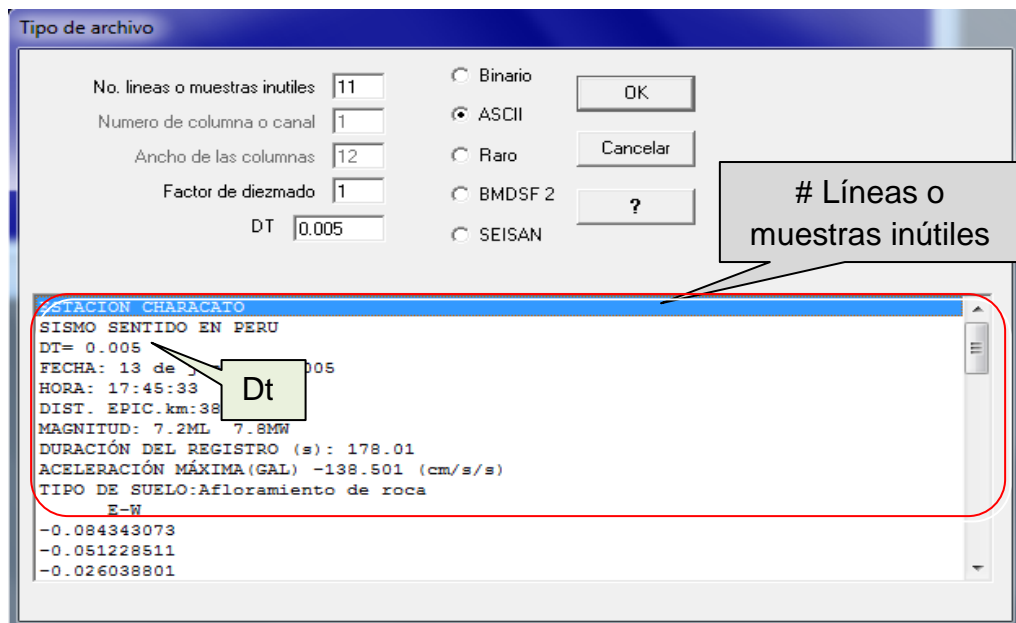 Tipo de archivo
No. lineas o muestras inutiles 11
Numero de columna o canal 1
Ancho de las columnas 12
Factor de diezmado 1
DT 0.005
Binario
ASCII
Raro
BMDSF 2
SEISAN
OK
Cancelar
?
# Líneas o
muestras inútiles
ESTACION CHARACATO
SISMO SENTIDO EN PERU
DT= 0.005
FECHA: 13 de j 005
HORA: 17:45:33
DIST. EPIC.km:38
Dt
MAGNITUD: 7.2ML 7.8MW
DURACIÓN DEL REGISTRO (s): 178.01
ACELERACIÓN MÁXIMA(GAL) -138.501 (cm/s/s)
TIPO DE SUELO:Afloramiento de roca
E-W
-0.084343073
-0.051228511
-0.026038801